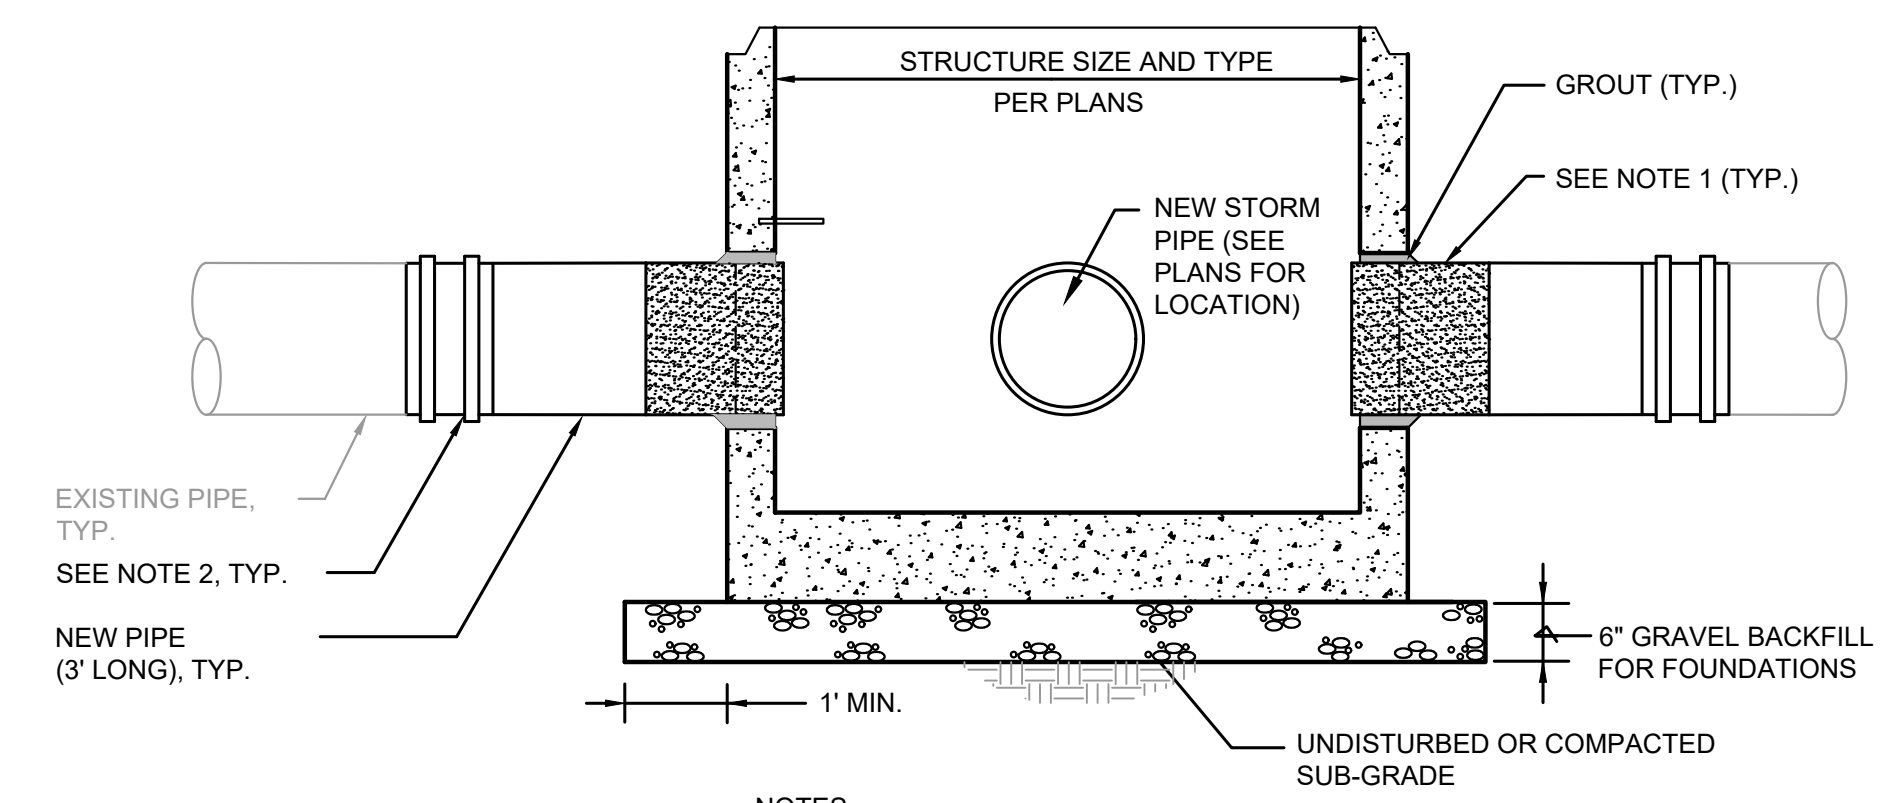 STRUCTURE SIZE AND TYPE
PER PLANS
GROUT (TYP.)
SEE NOTE 1 (TYP.)
NEW STORM
PIPE (SEE
PLANS FOR
LOCATION)
EXISTING PIPE,
TYP.
SEE NOTE 2, TYP.
NEW PIPE
(3' LONG), TYP.
1' MIN.
6" GRAVEL BACKFILL
FOR FOUNDATIONS
UNDISTURBED OR COMPACTED
SUB-GRADE
NOTES